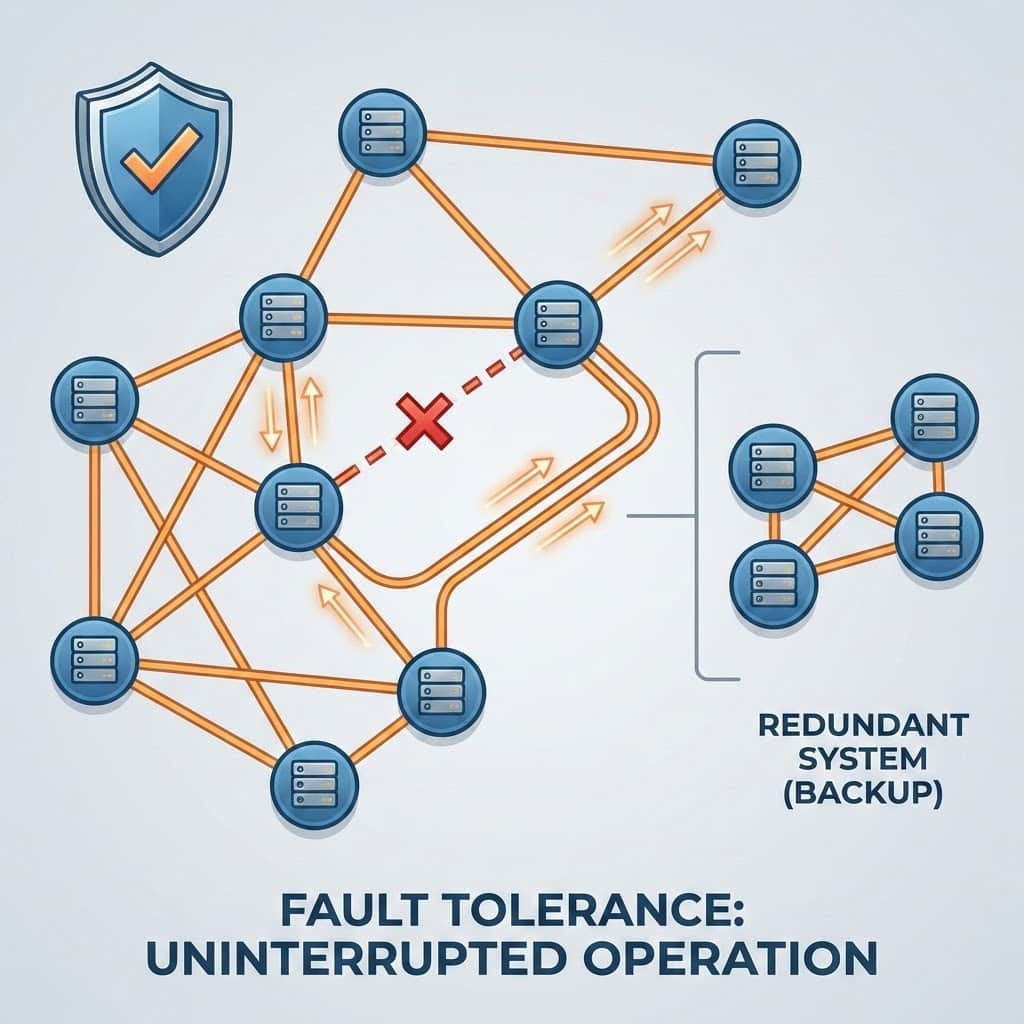 REDUNDANT
SYSTEM
(BACKUP)
FAULT TOLERANCE:
UNINTERRUPTED OPERATION